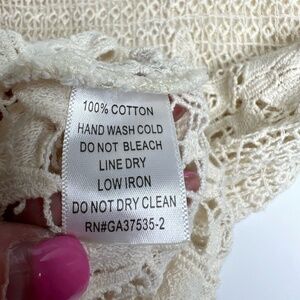 100% COTTON
HAND WASH COLD
DO NOT BLEACH
LINE DRY
LOW IRON
DO NOT DRY CLEAN
RN#GA37535-2